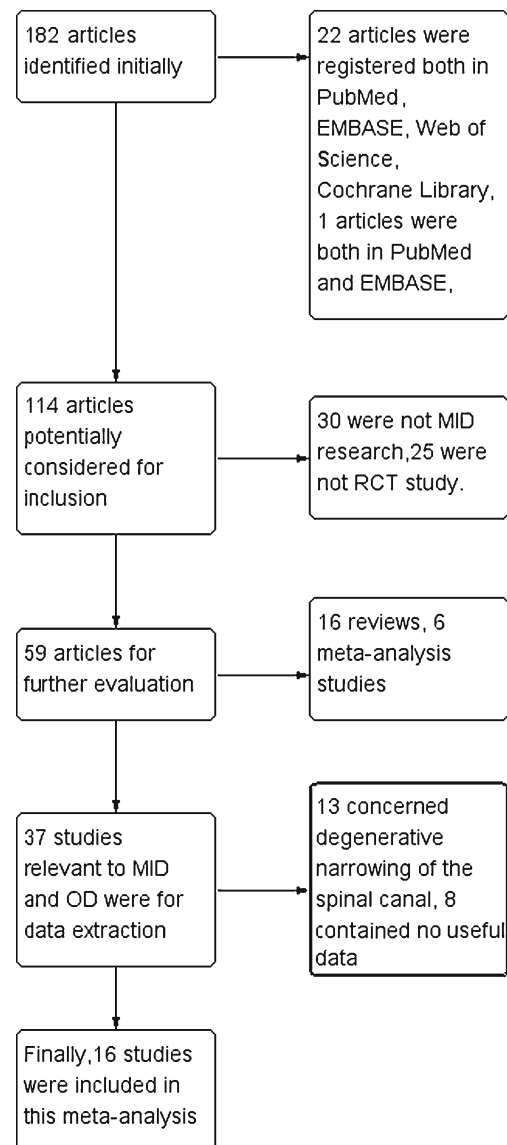 182 articles
identified initially
22 articles were
registered both in
PubMed,
EMBASE, Web of
Science,
Cochrane Library,
1 articles were
both in PubMed
and EMBASE,
114 articles
potentially
considered for
inclusion
30 were not MID
research,25 were
not RCT study.
59 articles for
further evaluation
16 reviews, 6
meta-analysis
studies
37 studies
relevant to MID
and OD were for
data extraction
13 concerned
degenerative
narrowing of the
spinal canal, 8
contained no useful
data
Finally,16 studies
were included in
this meta-analysis